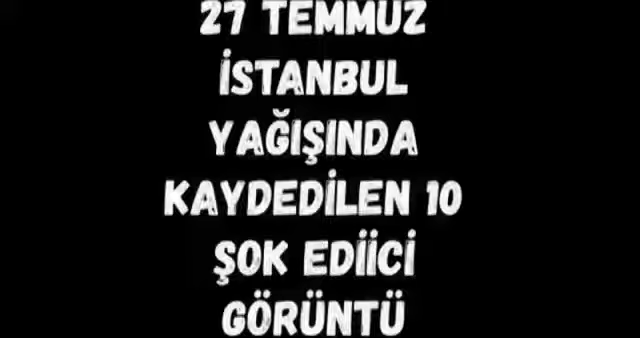 27 TEMMUZ
İSTANBUL
YAĞIŞINDA
KAYDEDİLEN 10
ŞOK EDİİCİ
GÖRÜNTÜ